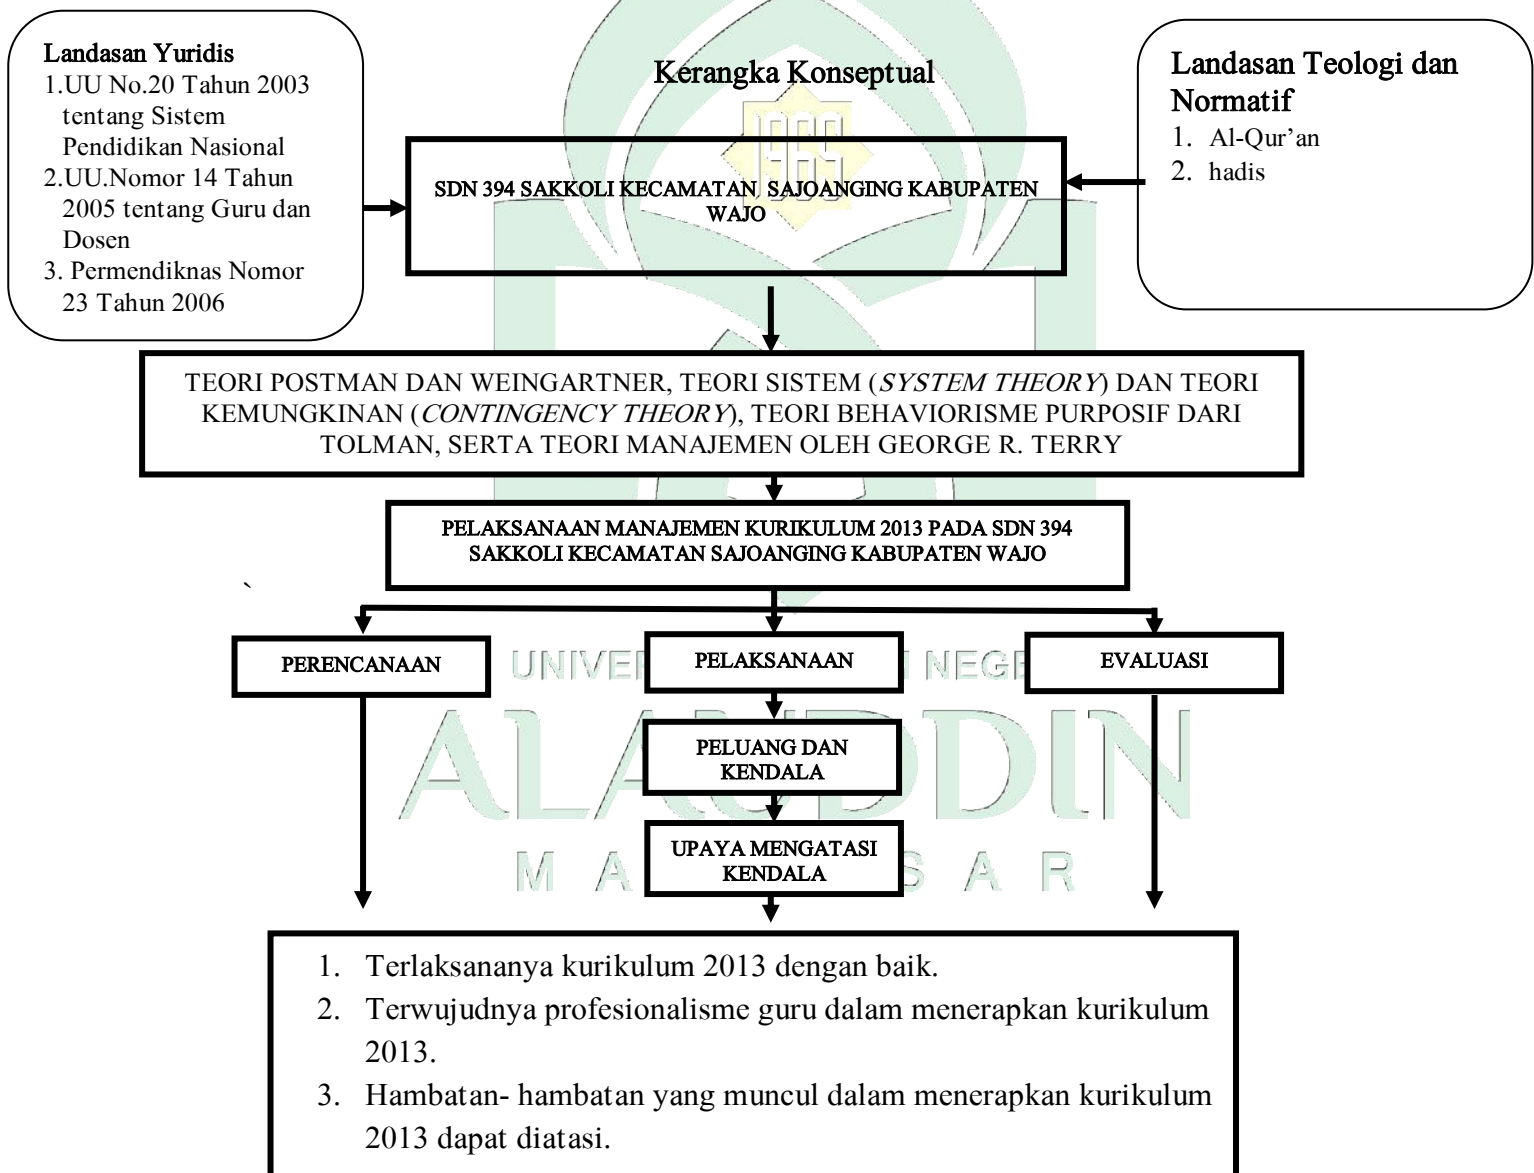 Landasan Yuridis
1.UU No.20 Tahun 2003
tentang Sistem
Pendidikan Nasional
2.UU.Nomor 14 Tahun
2005 tentang Guru dan
Dosen
3. Permendiknas Nomor
23 Tahun 2006
Kerangka Konseptual
1965
Landasan Teologi dan
Normatif
1. Al-Qur’an
2. hadis
SDN 394 SAKKOLI KECAMATAN SAJOANGING KABUPATEN
WAJO
TEORI POSTMAN DAN WEINGARTNER, TEORI SISTEM (SYSTEM THEORY) DAN TEORI
KEMUNGKINAN (CONTINGENCY THEORY), TEORI BEHAVIORISME PURPOSIF DARI
TOLMAN, SERTA TEORI MANAJEMEN OLEH GEORGE R. TERRY
PELAKSANAAN MANAJEMEN KURIKULUM 2013 PADA SDN 394
SAKKOLI KECAMATAN SAJOANGING KABUPATEN WAJO
`
PERENCANAAN
PELAKSANAAN
EVALUASI
UNIVER N NEGE
ALAUDDIN
PELUANG DAN
KENDALA
UPAYA MENGATASI
KENDALA
M A S A R
1. Terlaksananya kurikulum 2013 dengan baik.
2. Terwujudnya profesionalisme guru dalam menerapkan kurikulum
2013.
3. Hambatan- hambatan yang muncul dalam menerapkan kurikulum
2013 dapat diatasi.